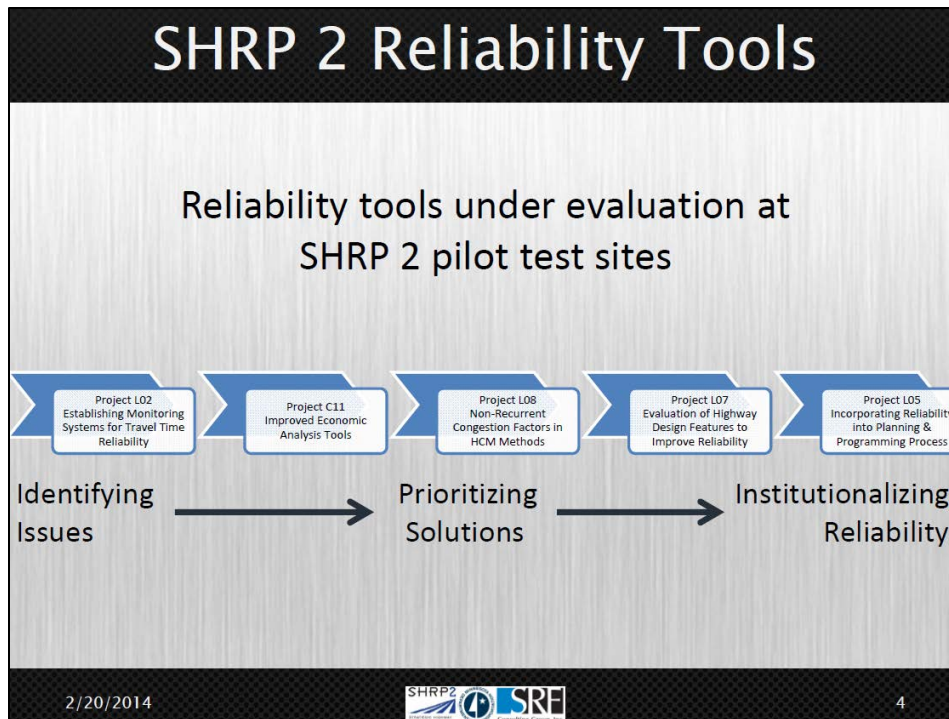 SHRP 2 Reliability Tools
Reliability tools under evaluation at
SHRP 2 pilot test sites
Project L02
Establishing Monitoring
Systems for Travel Time
Reliability
Project C11
Improved Economic
Analysis Tools
Project L08
Non-Recurrent
Congestion Factors in
HCM Methods
Project L07
Evaluation of Highway
Design Features to
Improve Reliability
Project L05
Incorporating Reliability
into Planning &
Programming Process
Identifying
Issues
Prioritizing
Solutions
Institutionalizing
Reliability
2/20/2014
SHRP2
SRF
4